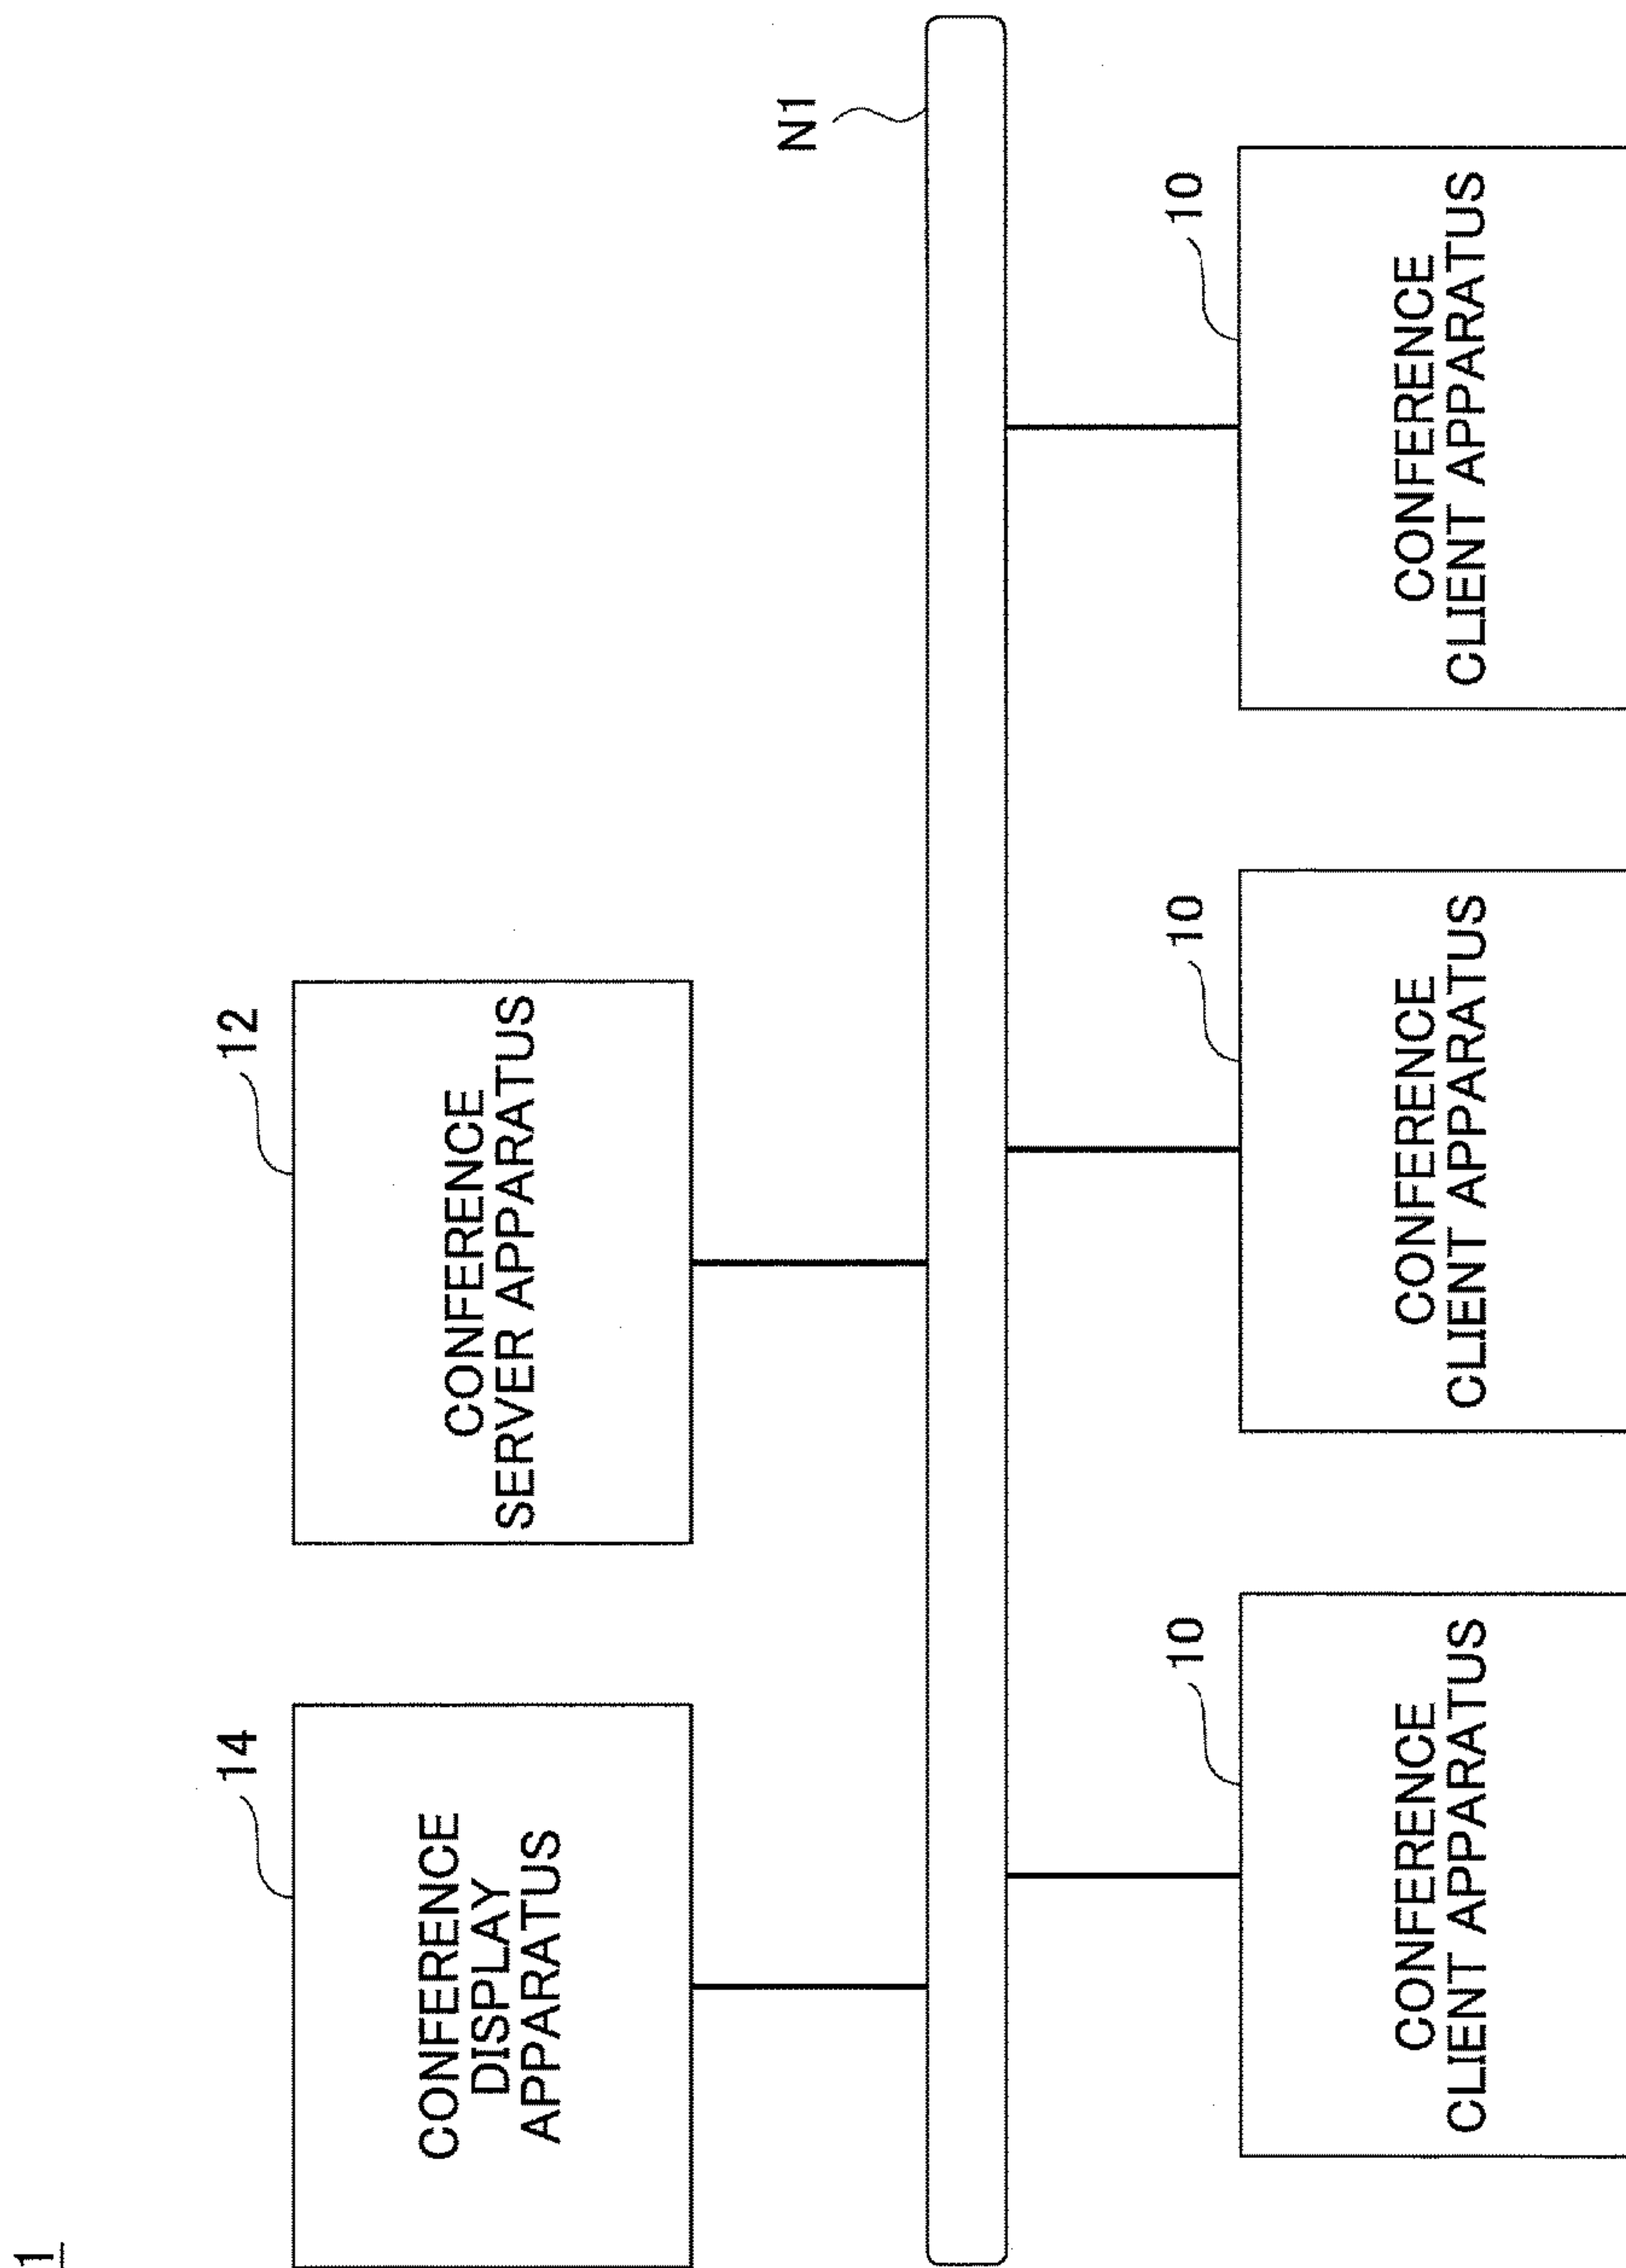 1
14
CONFERENCE
DISPLAY
APPARATUS
12
CONFERENCE
SERVER APPARATUS
N1
10
CONFERENCE
CLIENT APPARATUS
10
CONFERENCE
CLIENT APPARATUS
10
CONFERENCE
CLIENT APPARATUS